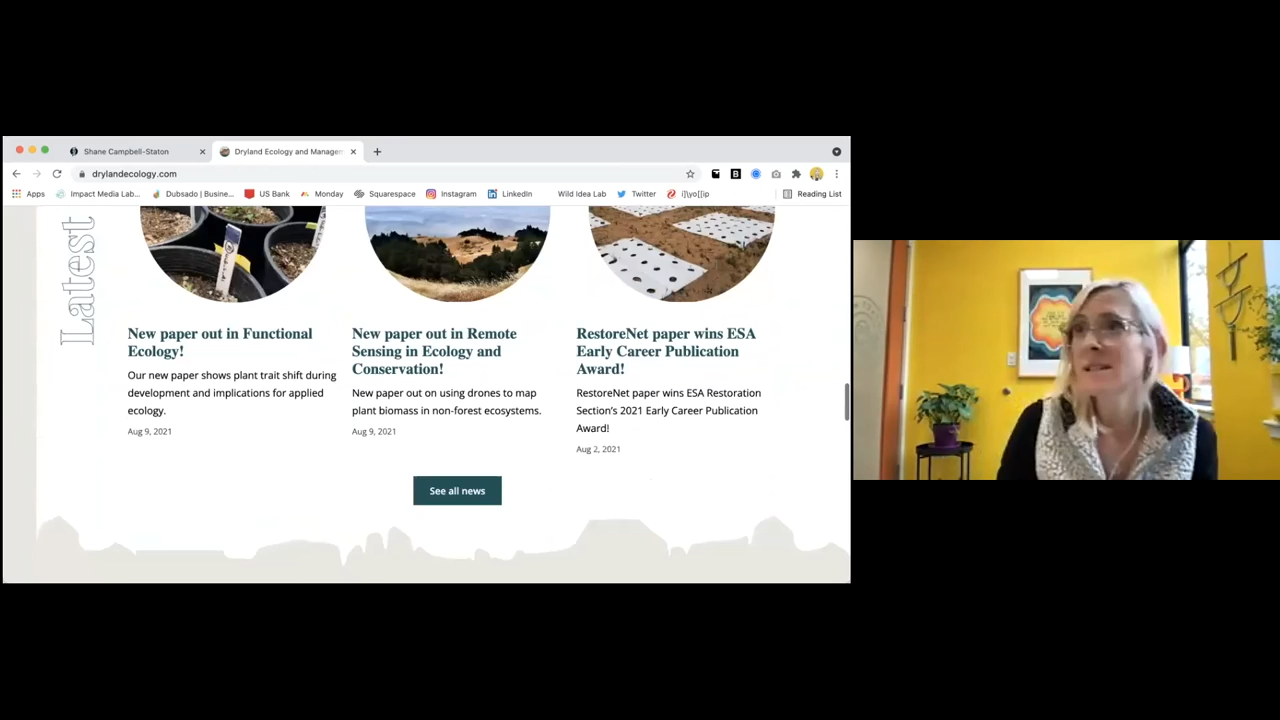 Shane Campbell-Staton
Dryland Ecology and Managem
drylandecology.com
Apps
Impact Media Lab...
Dubsado | Busine...
US Bank
Monday
Squarespace
Instagram
LinkedIn
Wild Idea Lab
Twitter
i]\yo[[ip
Reading List
Latest
New paper out in Functional
Ecology!
Our new paper shows plant trait shift during
development and implications for applied
ecology.
Aug 9, 2021
New paper out in Remote
Sensing in Ecology and
Conservation!
New paper out on using drones to map
plant biomass in non-forest ecosystems.
Aug 9, 2021
RestoreNet paper wins ESA
Early Career Publication
Award!
RestoreNet paper wins ESA Restoration
Section's 2021 Early Career Publication
Award!
Aug 2, 2021
See all news